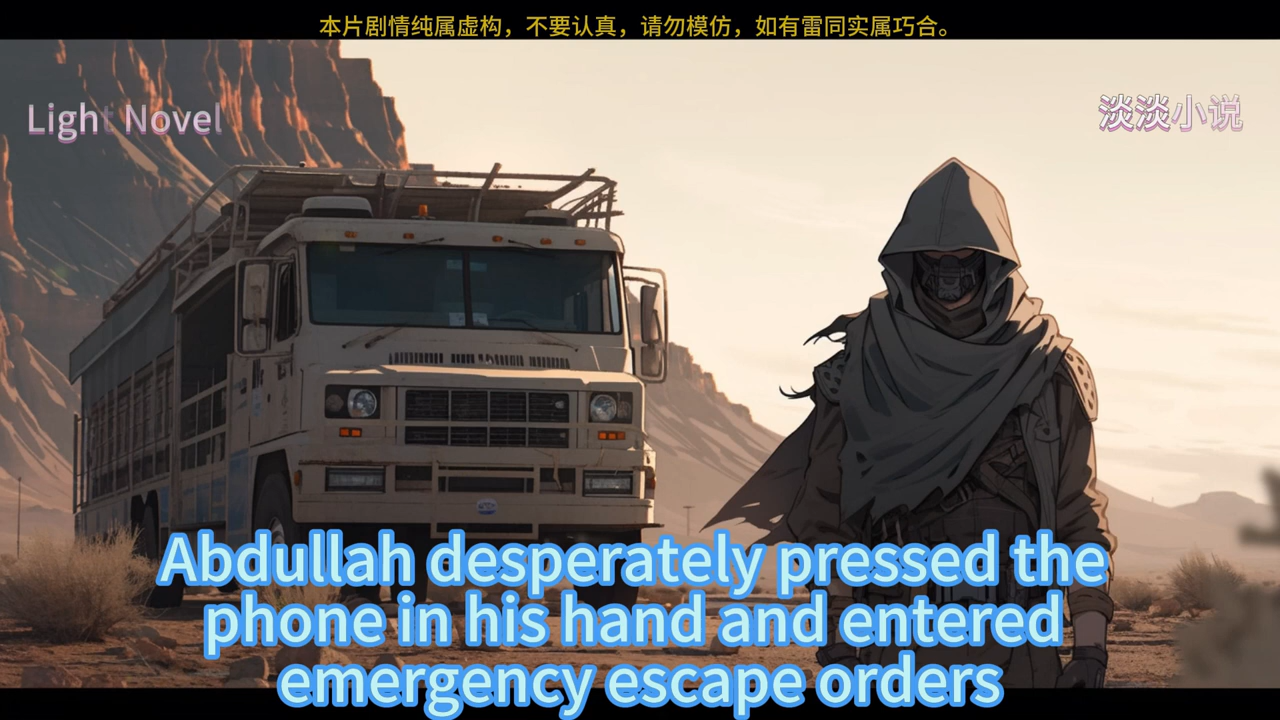 本片剧情纯属虚构，不要认真，请勿模仿，如有雷同实属巧合。
Light Novel
淡淡小说
Abdullah desperately pressed the
phone in his hand and entered
emergency escape orders